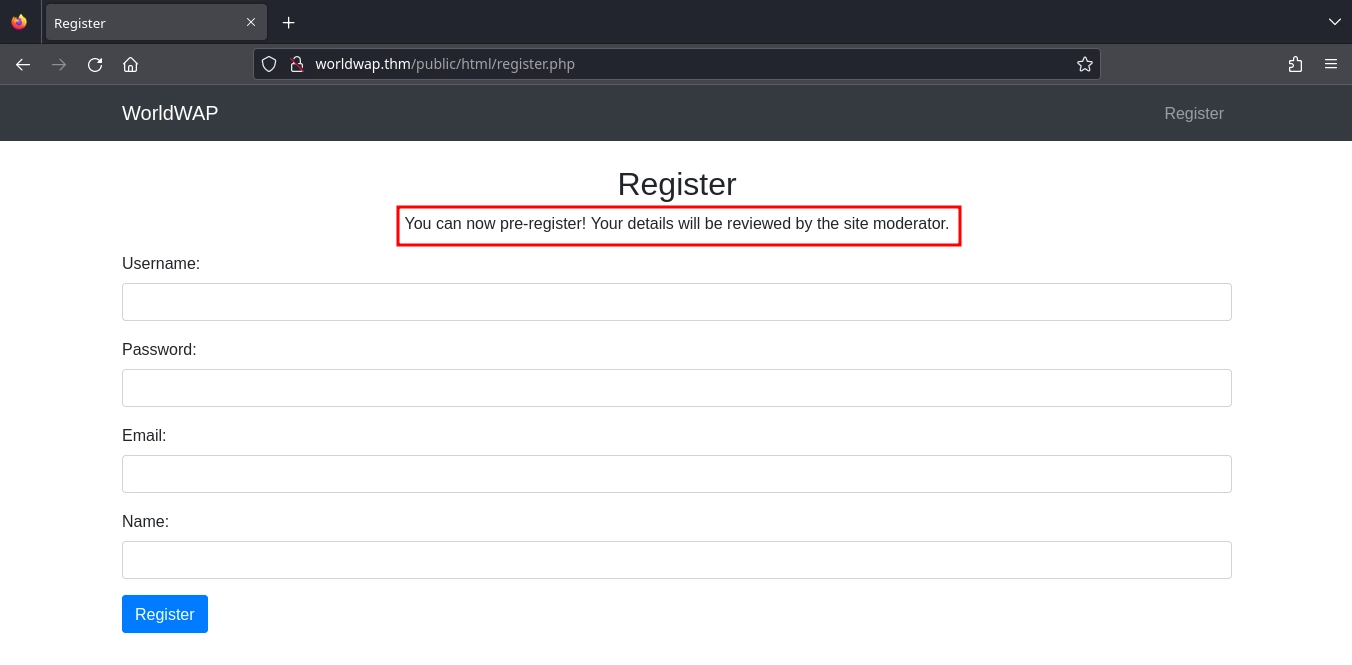 Register
worldwap.thm/public/html/register.php
WorldWAP
Register
Register
You can now pre-register! Your details will be reviewed by the site moderator.
Username:
Password:
Email:
Name:
Register